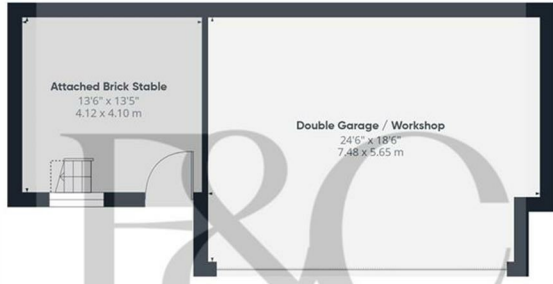 Attached Brick Stable
13'6" x 13'5"
4.12 x 4.10 m
Double Garage / Workshop
24'6" x 18'6"
7.48 x 5.65 m
F&C